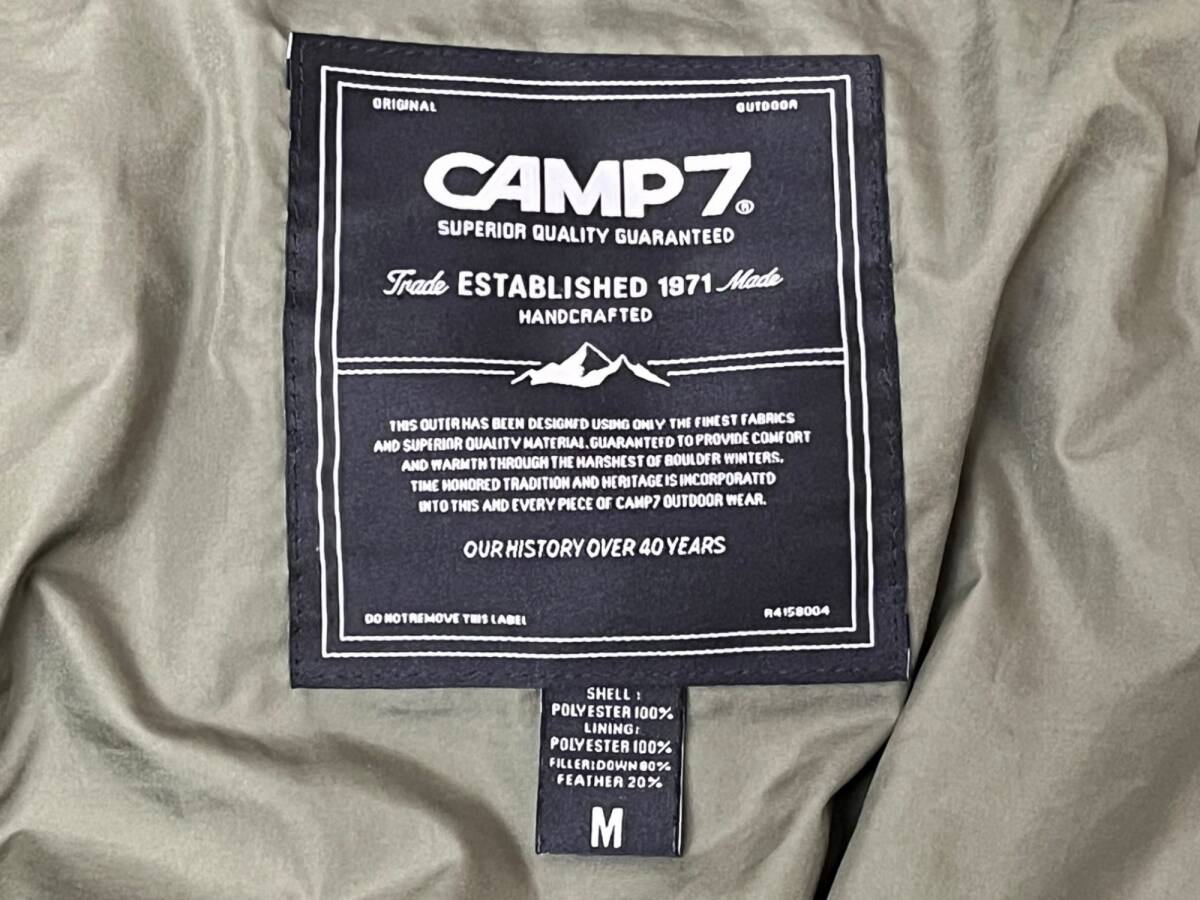 ORIGINAL OUTDOOR
CAMP7®
SUPERIOR QUALITY GUARANTEED
Trade ESTABLISHED 1971 Made
HANDCRAFTED
THIS OUTER HAS BEEN DESIGNED USING ONLY THE FINEST FABRICS
AND SUPERIOR QUALITY MATERIAL.GUARANTEED TO PROVIDE COMFORT
AND WARMTH THROUGH THE HARSHEST OF BOULDER WINTERS.
TIME HONORED TRADITION AND HERITAGE IS INCORPORATED
INTO THIS AND EVERY PIECE OF CAMP7 OUTDOOR WEAR.
OUR HISTORY OVER 40 YEARS
DO NOT REMOVE THIS LABEL R4158004
SHELL:
POLYESTER 100%
LINING:
POLYESTER 100%
FILLER:DOWN 80%
FEATHER 20%
M